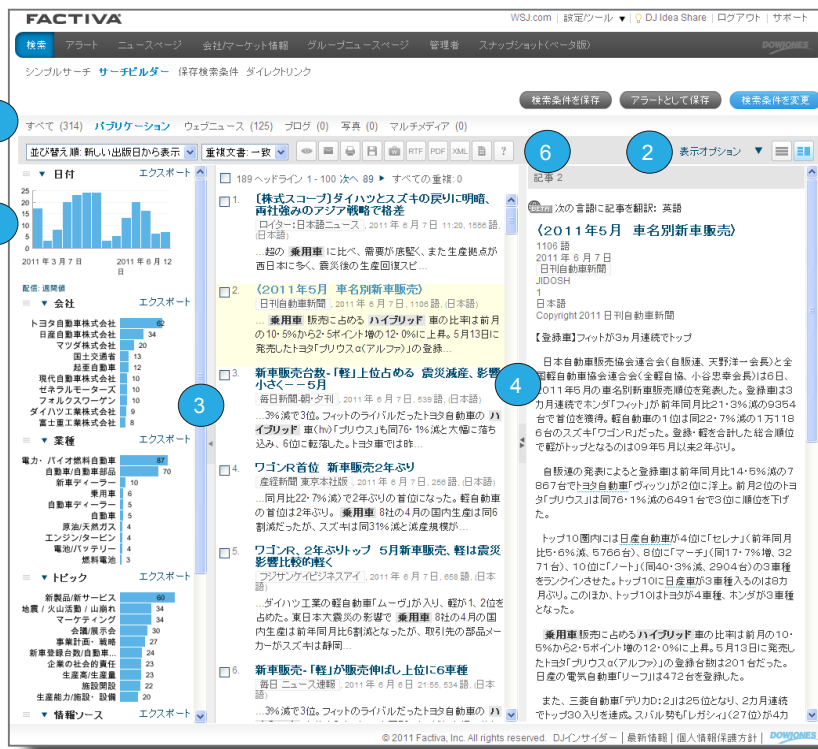 FACTIVA
WSJ.com | 設定/ツール ▼ | DJ Idea Share | ログアウト | サポート
検索 アラート ニュースページ 会社/マーケット情報 グループニュースページ 管理者 スナップショット(ベータ版) DOWJONES
シンプルサーチ サーチビルダー 保存検索条件 ダイレクトリンク
検索条件を保存 アラートとして保存 検索条件を変更
すべて (314) パブリケーション ウェブニュース (125) ブログ (0) 写真 (0) マルチメディア (0)
並び替え順: 新しい出版日から表示 重複文書: 一致 RTF PDF XML ? 6 2 表示オプション ▼
▼ 日付 エクスポート
25
20
15
10
5
0
2011 年 3 月 7 日 2011 年 6 月 12 日
配信: 週間値
▼ 会社 エクスポート
トヨタ自動車株式会社 62
日産自動車株式会社 34
マツダ株式会社 20
国土交通省 13
起亜自動車 12
現代自動車株式会社 10
ゼネラルモーターズ 10
フォルクスワーゲン 10
ダイハツ工業株式会社 9
富士重工業株式会社 8
▼ 業種 エクスポート
電力・バイオ燃料自動車 87
自動車/自動車部品 70
新車ディーラー 10
乗用車 6
自動車ディーラー 5
自動車 5
原油/天然ガス 4
エンジン/タービン 4
電池/バッテリー 4
燃料電池 3
▼ トピック エクスポート
新製品/新サービス 60
地震 / 火山活動 / 山崩れ 34
マーケティング 34
会議/展示会 30
事業計画・戦略 27
新車登録台数/自動車... 24
企業の社会的責任 23
生産高/生産量 23
施設開設 22
生産能力/施設・設備 20
▼ 情報ソース エクスポート
3
189 ヘッドライン 1 - 100 次へ 89 ▶ すべての重複: 0
1. 〔株式スコープ〕ダイハツとスズキの戻りに明暗、
両社強みのアジア戦略で格差
ロイター:日本語ニュース , 2011 年 6 月 7 日 11:20, 1556 語,
(日本語)
...超の 乗用車 に比べ、需要が底堅く、また生産拠点が
西日本に多く、震災後の生産回復スピ...
2. 〈2011年5月 車名別新車販売〉
日刊自動車新聞 , 2011 年 6 月 7 日, 1106 語, (日本語)
... 乗用車 販売に占める ハイブリッド 車の比率は前月
の10・5%から2・5ポイント増の12・0%に上昇。5月13日に
発売したトヨタ「プリウスα(アルファ)」の登録...
3. 新車販売台数-「軽」上位占める 震災減産、影響
小さく――5月
毎日新聞-朝・夕刊 , 2011 年 6 月 7 日, 539 語, (日本語)
...3%減で3位。フィットのライバルだったトヨタ自動車の ハ
イブリッド 車(hv)「プリウス」も同76・1%減と大幅に落ち
込み、6位に転落した。トヨタ車では昨...
4. ワゴンR首位 新車販売2年ぶり
産経新聞 東京本社版 , 2011 年 6 月 7 日, 256 語, (日本語)
...同月比22・7%減)で2年ぶりの首位になった。軽自動車
の首位は2年ぶり。 乗用車 8社の4月の国内生産は同6
割減だったが、スズキは同31%減と減産規模が...
5. ワゴンR、2年ぶりトップ 5月新車販売、軽は震災
影響比較的軽く
フジサンケイビジネスアイ , 2011 年 6 月 7 日, 658 語, (日本
語)
...ダイハツ工業の軽自動車「ムーヴ」が入り、軽が1、2位を
占めた。東日本大震災の影響で 乗用車 8社の4月の国
内生産は前年同月比6割減となったが、取引先の部品メー
カーがスズキは静岡...
6. 新車販売-「軽」が販売伸ばし上位に6車種
毎日 ニュース速報 , 2011 年 6 月 6 日 21:55, 534 語, (日本
語)
...3%減で3位。フィットのライバルだったトヨタ自動車の ハ
4
記事 2
BETA 次の言語に記事を翻訳: 英語
〈2011年5月 車名別新車販売〉
1106 語
2011 年 6 月 7 日
日刊自動車新聞
JIDOSH
1
日本語
Copyright 2011 日刊自動車新聞
【登録車】フィットが3ヵ月連続でトップ
日本自動車販売協会連合会(自販連、天野洋一会長)と全
国軽自動車協会連合会(全軽自協、小谷忠幸会長)は6日、
2011年5月の車名別新車販売順位を発表した。登録車は3
カ月連続でホンダ「フィット」が前年同月比21・3%減の9354
台で首位を獲得。軽自動車の1位は同22・7%減の1万118
6台のスズキ「ワゴンR」だった。登録・軽を合計した総合順位
で軽がトップとなるのは09年5月以来2年ぶり。
自販連の発表によると登録車は前年同月比14・5%減の7
867台でトヨタ自動車「ヴィッツ」が2位に浮上。前月2位のトヨ
タ「プリウス」は同76・1%減の6491台で3位に順位を下げ
た。
トップ10圏内には日産自動車が4位に「セレナ」(前年同月
比5・6%減、5766台)、8位に「マーチ」(同17・7%増、32
71台)、10位に「ノート」(同40・3%減、2904台)の3車種
をランクインさせた。トップ10に日産車が3車種入るのは8カ
月ぶり。このほか、トップ10はトヨタが4車種、ホンダが3車種
となった。
乗用車 販売に占める ハイブリッド 車の比率は前月の10・
5%から2・5ポイント増の12・0%に上昇。5月13日に発売し
たトヨタ「プリウスα(アルファ)」の登録台数は201台だった。
日産の電気自動車「リーフ」は472台を登録した。
また、三菱自動車「デリカD:2」は25位となり、2カ月連続
でトップ30入りを達成。スバル勢も「レガシィ」(27位)が4カ
© 2011 Factiva, Inc. All rights reserved. DJインサイダー | 最新情報 | 個人情報保護方針 | DOWJONES